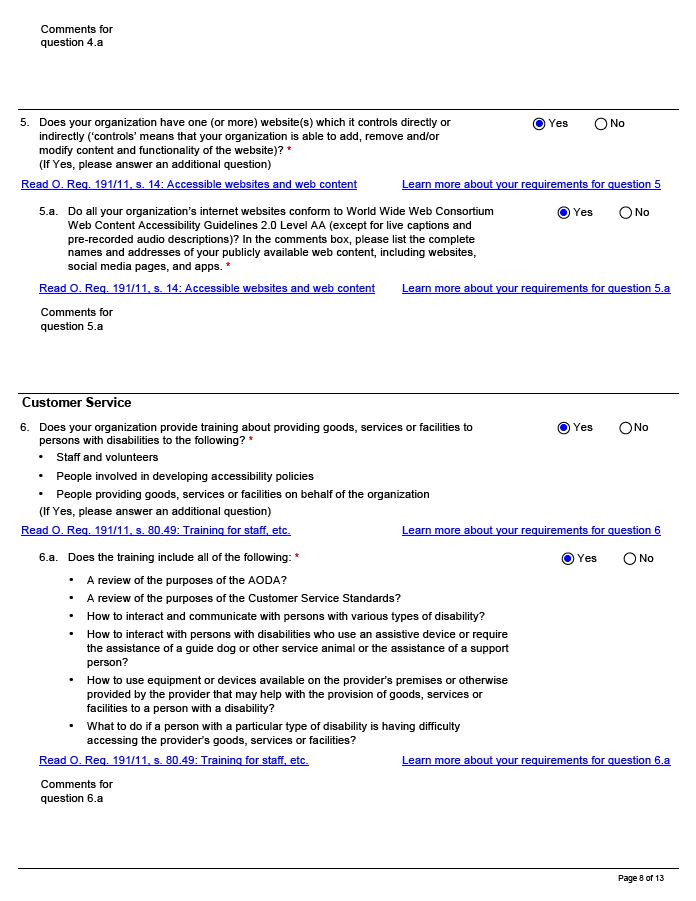 Comments for
question 4.a
5. Does your organization have one (or more) website(s) which it controls directly or
indirectly (‘controls’ means that your organization is able to add, remove and/or
modify content and functionality of the website)? *
(If Yes, please answer an additional question)
Yes No
Read O. Reg. 191/11, s. 14: Accessible websites and web content Learn more about your requirements for question 5
5.a. Do all your organization’s internet websites conform to World Wide Web Consortium
Web Content Accessibility Guidelines 2.0 Level AA (except for live captions and
pre-recorded audio descriptions)? In the comments box, please list the complete
names and addresses of your publicly available web content, including websites,
social media pages, and apps. *
Yes No
Read O. Reg. 191/11, s. 14: Accessible websites and web content Learn more about your requirements for question 5.a
Comments for
question 5.a
Customer Service
6. Does your organization provide training about providing goods, services or facilities to
persons with disabilities to the following? *
Yes No
• Staff and volunteers
• People involved in developing accessibility policies
• People providing goods, services or facilities on behalf of the organization
(If Yes, please answer an additional question)
Read O. Reg. 191/11, s. 80.49: Training for staff, etc. Learn more about your requirements for question 6
6.a. Does the training include all of the following: * Yes No
• A review of the purposes of the AODA?
• A review of the purposes of the Customer Service Standards?
• How to interact and communicate with persons with various types of disability?
• How to interact with persons with disabilities who use an assistive device or require
the assistance of a guide dog or other service animal or the assistance of a support
person?
• How to use equipment or devices available on the provider’s premises or otherwise
provided by the provider that may help with the provision of goods, services or
facilities to a person with a disability?
• What to do if a person with a particular type of disability is having difficulty
accessing the provider’s goods, services or facilities?
Read O. Reg. 191/11, s. 80.49: Training for staff, etc. Learn more about your requirements for question 6.a
Comments for
question 6.a
Page 8 of 13